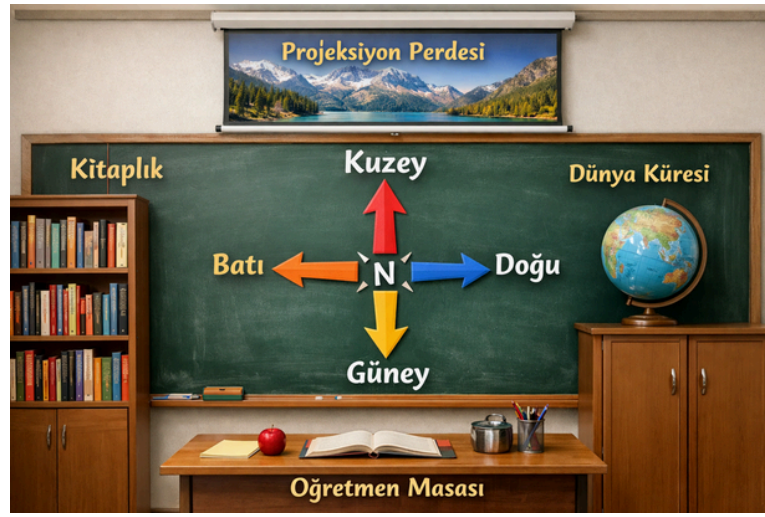 Projeksiyon Perdesi
Kitaplık
Kuzey
Dünya Küresi
Batı
N
Doğu
Güney
Öğretmen Masası